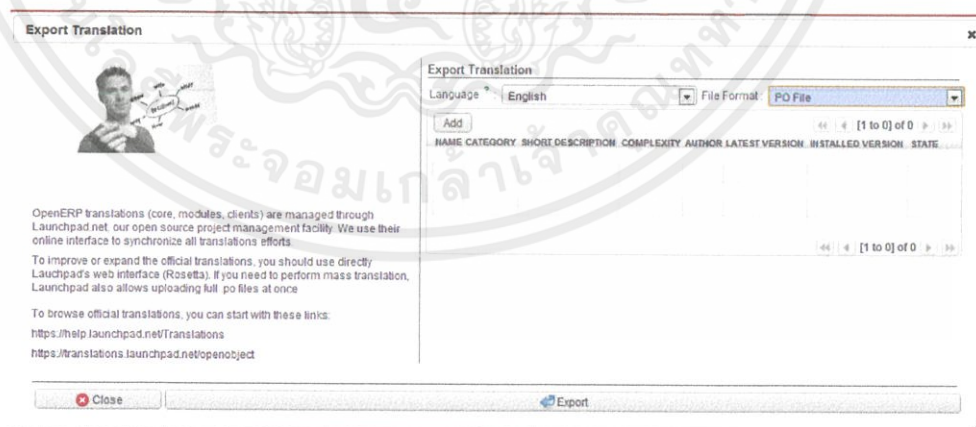 Export Translation
Export Translation
Language ? : English File Format : PO File
Add [1 to 0] of 0
NAME CATEGORY SHORT DESCRIPTION COMPLEXITY AUTHOR LATEST VERSION INSTALLED VERSION STATE
[1 to 0] of 0
OpenERP translations (core, modules, clients) are managed through
Launchpad.net, our open source project management facility. We use their
online interface to synchronize all translations efforts.
To improve or expand the official translations, you should use directly
Lauchpad's web interface (Rosetta). If you need to perform mass translation,
Launchpad also allows uploading full .po files at once
To browse official translations, you can start with these links:
https://help.launchpad.net/Translations
https://translations.launchpad.net/openobject
Close Export